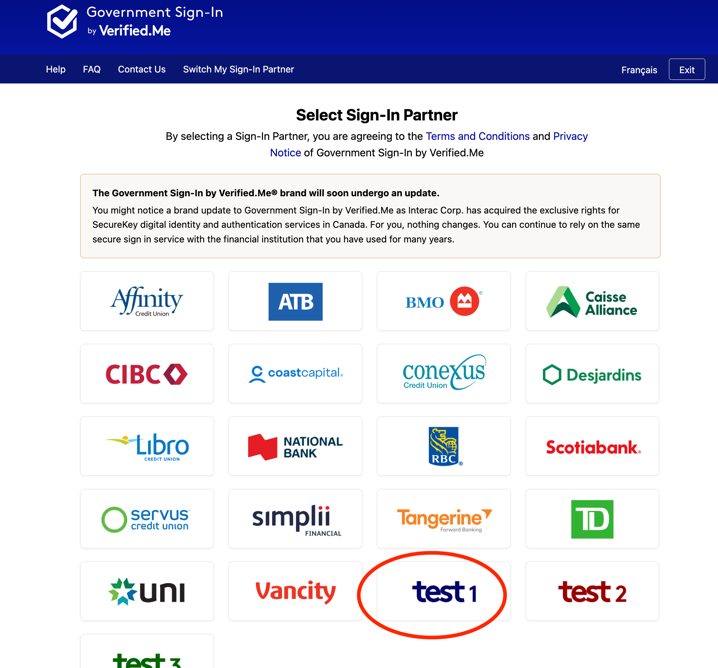 Government Sign-In
by Verified.Me
Help FAQ Contact Us Switch My Sign-In Partner Français Exit
Select Sign-In Partner
By selecting a Sign-In Partner, you are agreeing to the Terms and Conditions and Privacy
Notice of Government Sign-In by Verified.Me
The Government Sign-In by Verified.Me® brand will soon undergo an update.
You might notice a brand update to Government Sign-In by Verified.Me as Interac Corp. has acquired the exclusive rights for
SecureKey digital identity and authentication services in Canada. For you, nothing changes. You can continue to rely on the same
secure sign in service with the financial institution that you have used for many years.
Affinity
Credit Union
ATB
BMO
Caisse
Alliance
CIBC
coastcapital
conexus
Credit Union
Desjardins
Libro
CREDIT UNION
NATIONAL
BANK
RBC
Scotiabank
servus
credit union
simplii
FINANCIAL
Tangerine
Forward Banking
TD
UNI
Vancity
test 1
test 2
test 3